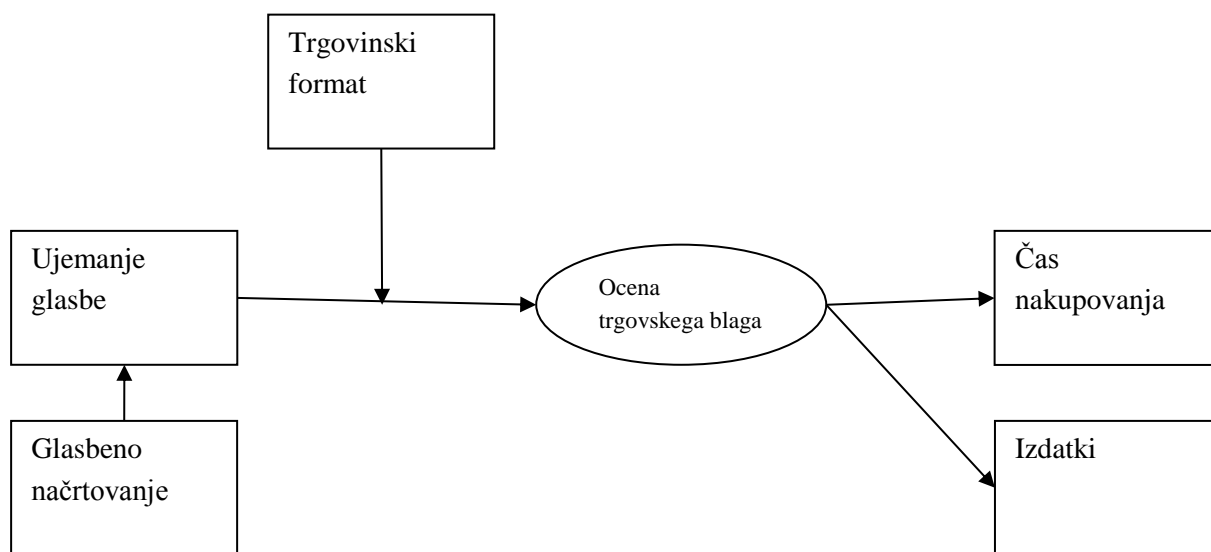 Trgovinski
format
Ujemanje
glasbe
Ocena
trgovskega blaga
Čas
nakupovanja
Glasbeno
načrtovanje
Izdatki